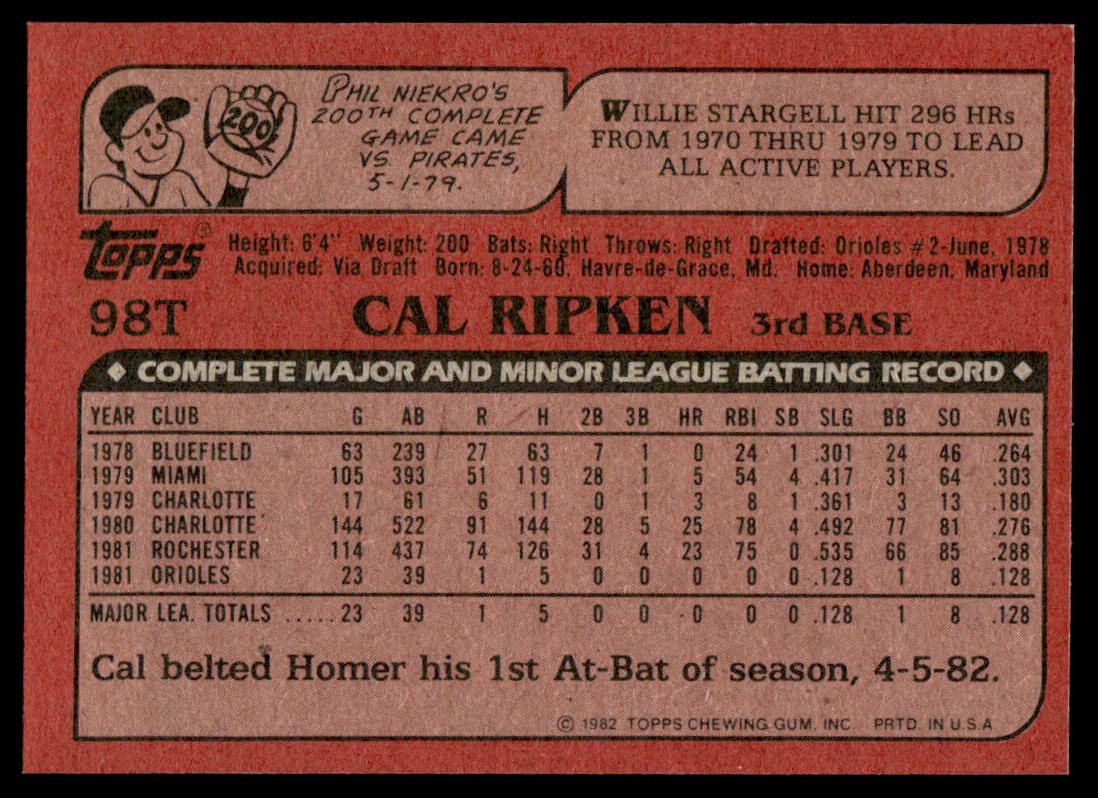 200
PHIL NIEKRO'S
200TH COMPLETE
GAME CAME
VS. PIRATES,
5-1-79.
WILLIE STARGELL HIT 296 HRs
FROM 1970 THRU 1979 TO LEAD
ALL ACTIVE PLAYERS.
TOPPS®
Height: 6'4" Weight: 200 Bats: Right Throws: Right Drafted: Orioles #2-June, 1978
Acquired: Via Draft Born: 8-24-60, Havre-de-Grace, Md. Home: Aberdeen, Maryland
98T CAL RIPKEN 3rd BASE
◆ COMPLETE MAJOR AND MINOR LEAGUE BATTING RECORD ◆
YEAR CLUB G AB R H 2B 3B HR RBI SB SLG BB SO AVG
1978 BLUEFIELD 63 239 27 63 7 1 0 24 1 .301 24 46 .264
1979 MIAMI 105 393 51 119 28 1 5 54 4 .417 31 64 .303
1979 CHARLOTTE 17 61 6 11 0 1 3 8 1 .361 3 13 .180
1980 CHARLOTTE 144 522 91 144 28 5 25 78 4 .492 77 81 .276
1981 ROCHESTER 114 437 74 126 31 4 23 75 0 .535 66 85 .288
1981 ORIOLES 23 39 1 5 0 0 0 0 0 .128 1 8 .128
MAJOR LEA. TOTALS .....23 39 1 5 0 0 0 0 0 .128 1 8 .128
Cal belted Homer his 1st At-Bat of season, 4-5-82.
© 1982 TOPPS CHEWING GUM, INC PRTD. IN U.S.A